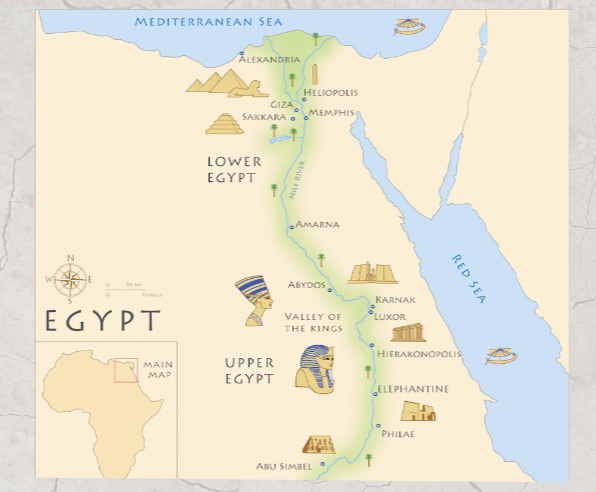 Mediterranean Sea
Alexandria
Heliopolis
Giza
Memphis
Sakkara
Lower
Egypt
Nile River
Amarna
N
W E
S
0 50 km
0 50 miles
Abydos
Karnak
Luxor
Valley of
the Kings
Red Sea
Egypt
Hierakonopolis
Upper
Egypt
Main
Map
Elephantine
Philae
Abu Simbel